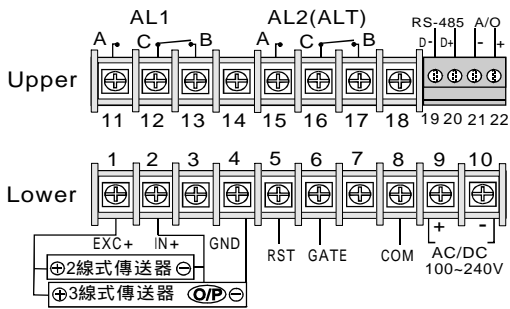 AL1 AL2(ALT) RS-485 A/O
A C B A C B D- D+ - +
Upper
11 12 13 14 15 16 17 18 19 20 21 22
1 2 3 4 5 6 7 8 9 10
Lower
EXC+ IN+ GND RST GATE COM + -
AC/DC
100~240V
⊕2線式傳送器⊖
⊕3線式傳送器 O/P⊖